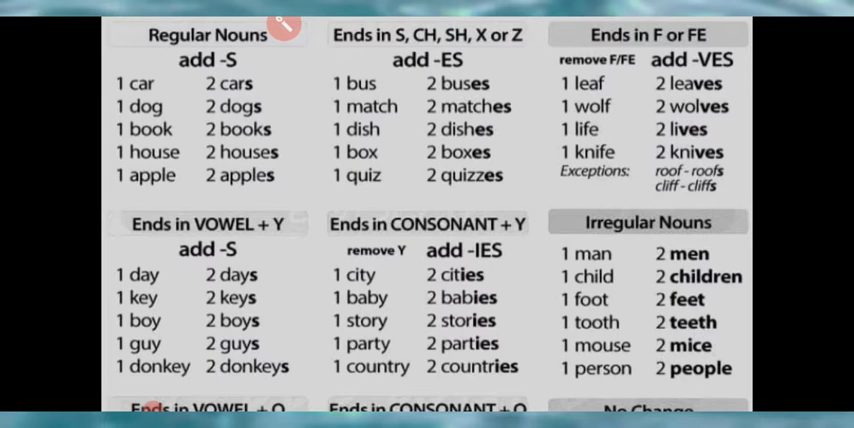 Regular Nouns
add -S
1 car 2 cars
1 dog 2 dogs
1 book 2 books
1 house 2 houses
1 apple 2 apples
Ends in S, CH, SH, X or Z
add -ES
1 bus 2 buses
1 match 2 matches
1 dish 2 dishes
1 box 2 boxes
1 quiz 2 quizzes
Ends in F or FE
remove F/FE add -VES
1 leaf 2 leaves
1 wolf 2 wolves
1 life 2 lives
1 knife 2 knives
Exceptions: roof - roofs
cliff - cliffs
Ends in VOWEL + Y
add -S
1 day 2 days
1 key 2 keys
1 boy 2 boys
1 guy 2 guys
1 donkey 2 donkeys
Ends in CONSONANT + Y
remove Y add -IES
1 city 2 cities
1 baby 2 babies
1 story 2 stories
1 party 2 parties
1 country 2 countries
Irregular Nouns
1 man 2 men
1 child 2 children
1 foot 2 feet
1 tooth 2 teeth
1 mouse 2 mice
1 person 2 people
Ends in VOWEL + O
Ends in CONSONANT + O
No Change